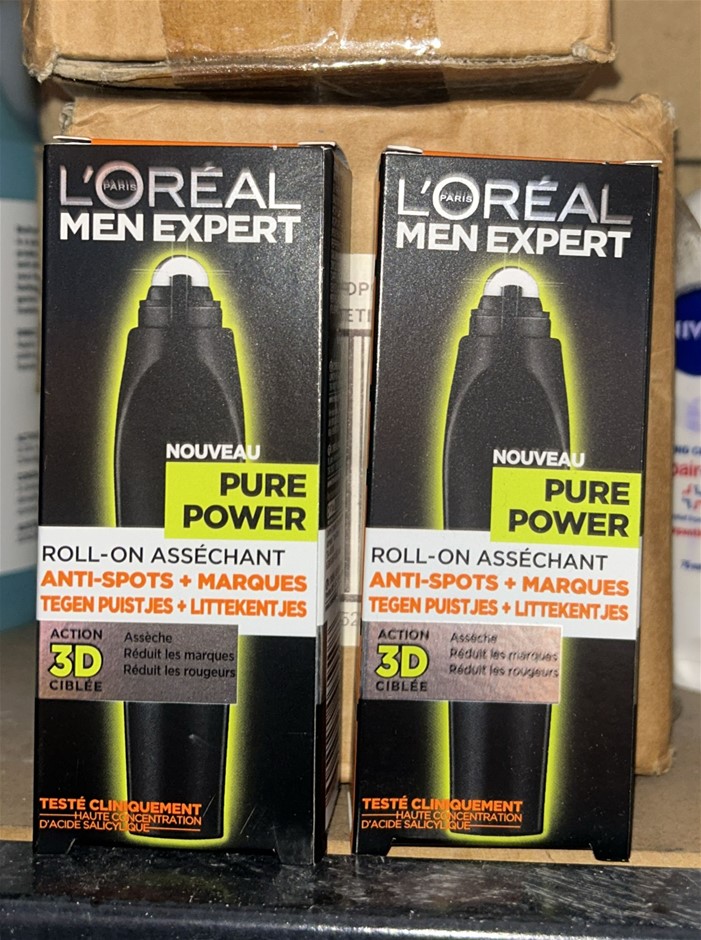 L'ORÉAL
PARIS
MEN EXPERT
NOUVEAU
PURE
POWER
ROLL-ON ASSÉCHANT
ANTI-SPOTS + MARQUES
TEGEN PUISTJES + LITTEKENTJES
ACTION
3D
CIBLÉE
Assèche
Réduit les marques
Réduit les rougeurs
TESTÉ CLINIQUEMENT
HAUTE CONCENTRATION
D'ACIDE SALICYLIQUE
L'ORÉAL
PARIS
MEN EXPERT
NOUVEAU
PURE
POWER
ROLL-ON ASSÉCHANT
ANTI-SPOTS + MARQUES
TEGEN PUISTJES + LITTEKENTJES
ACTION
3D
CIBLÉE
Assèche
Réduit les marques
Réduit les rougeurs
TESTÉ CLINIQUEMENT
HAUTE CONCENTRATION
D'ACIDE SALICYLIQUE